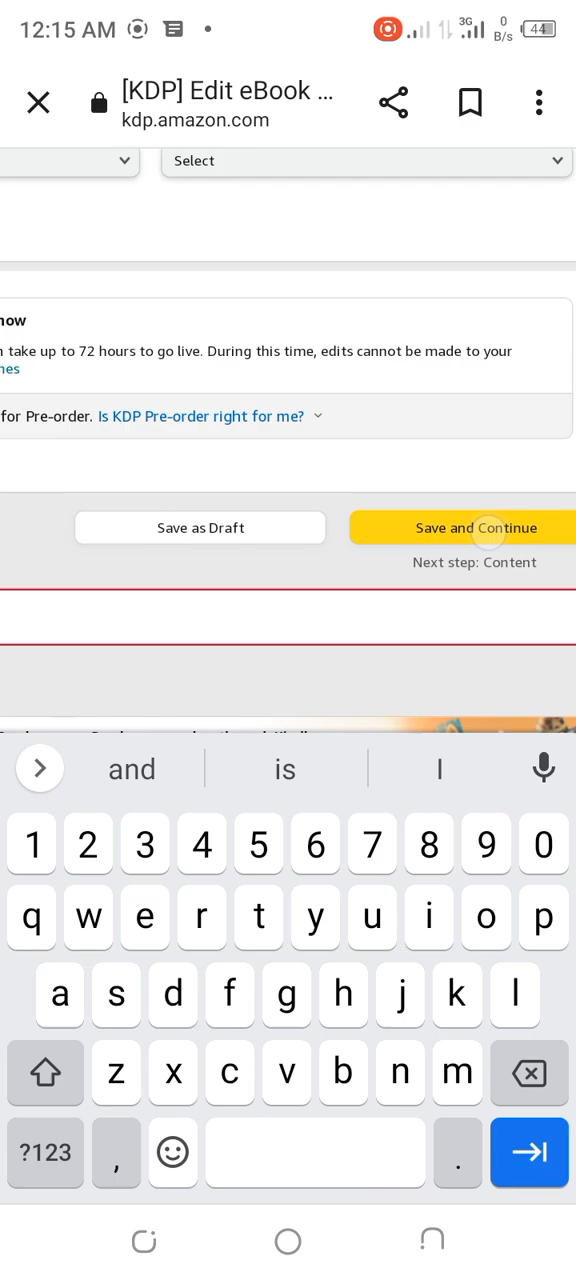 12:15 AM
3G
0
B/s
44
[KDP] Edit eBook ...
kdp.amazon.com
Select
now
take up to 72 hours to go live. During this time, edits cannot be made to your
nes
for Pre-order. Is KDP Pre-order right for me?
Save as Draft
Save and Continue
Next step: Content
and
is
I
1 2 3 4 5 6 7 8 9 0
q w e r t y u i o p
a s d f g h j k l
z x c v b n m
?123 , .